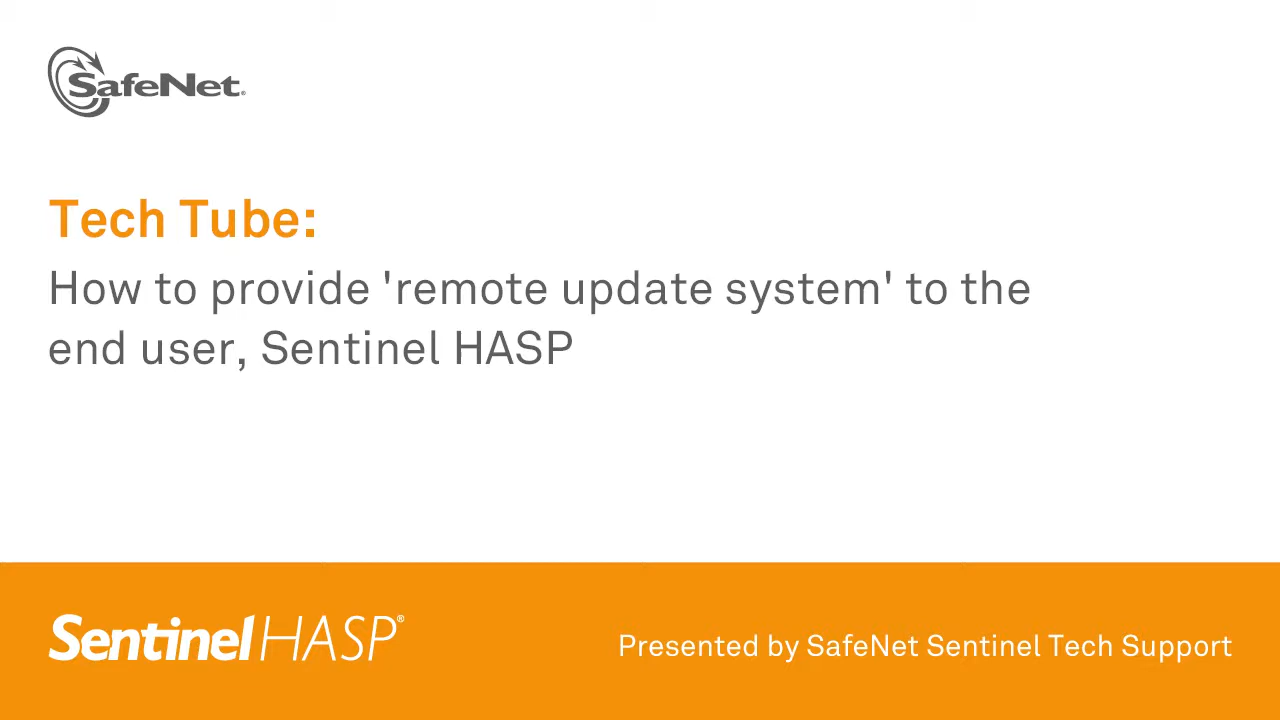 SafeNet®
Tech Tube:
How to provide 'remote update system' to the
end user, Sentinel HASP
Sentinel HASP®
Presented by SafeNet Sentinel Tech Support